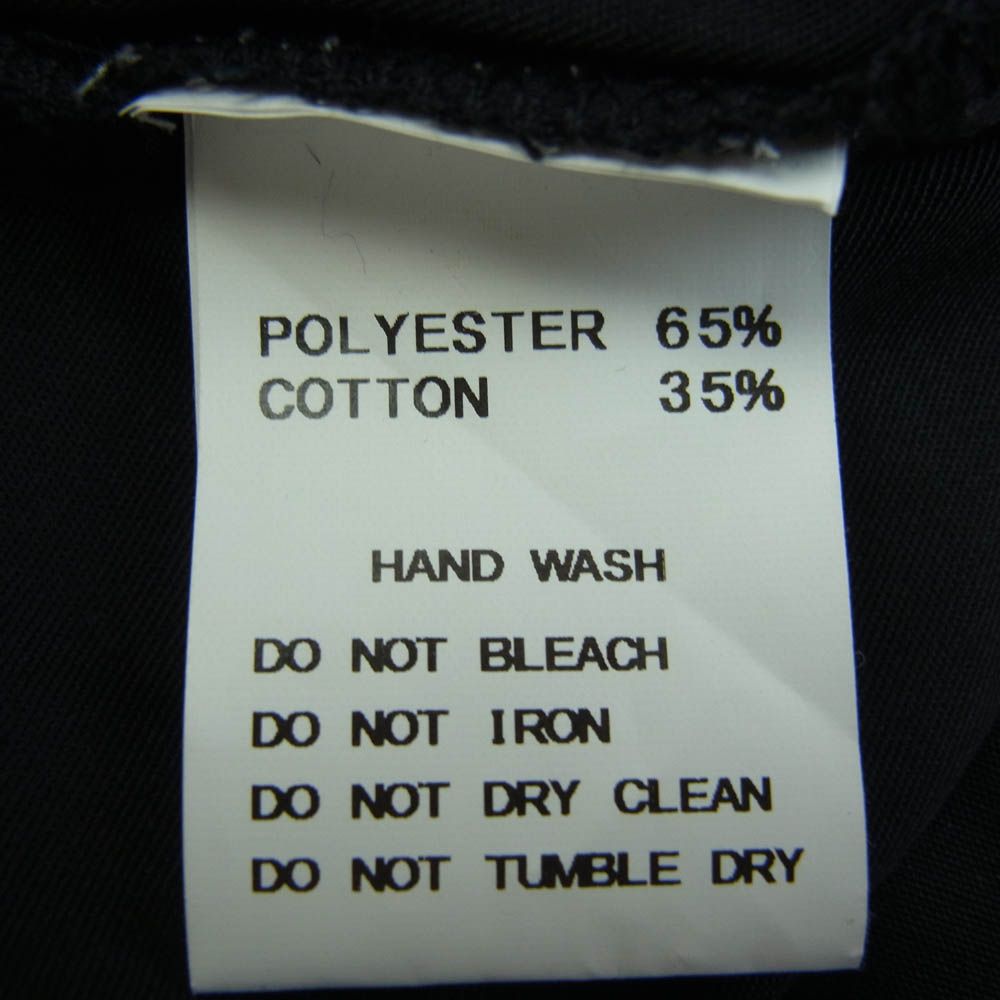 POLYESTER 65%
COTTON 35%
HAND WASH
DO NOT BLEACH
DO NOT IRON
DO NOT DRY CLEAN
DO NOT TUMBLE DRY